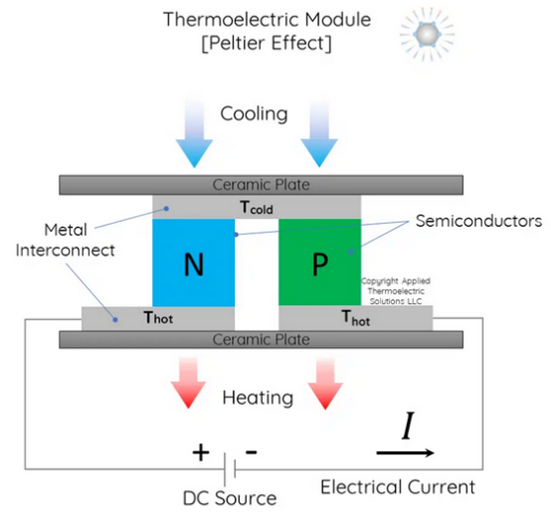 Thermoelectric Module
[Peltier Effect]
Cooling
Ceramic Plate
Tcold
Metal
Interconnect
Semiconductors
N
P
Copyright Applied
Thermoelectric
Solutions LLC
Thot
Thot
Ceramic Plate
Heating
+ -
I
DC Source
Electrical Current